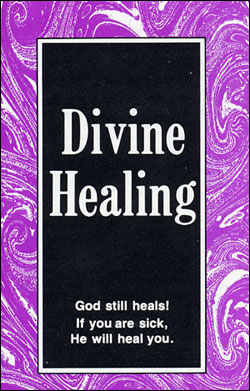 Divine
Healing
God still heals!
If you are sick,
He will heal you.